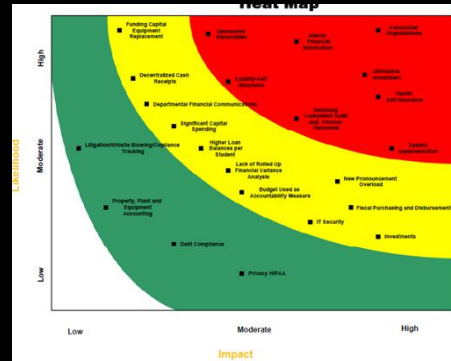 Heat Map
Funding Capital
Equipment
Replacement
Sponsored
Receivables
Interim
Financial
Information
Organizations
Decentralized Cash
Receipts
Liability-Self
Insurance
Alternative
Investment
Health
Self-Insurance
Departmental Financial Communications
Significant Capital
Spending
Retaining
Competent Audit
and Finance
Personnel
Litigation/Whistle Blowing/Compliance
Tracking
Higher Loan
Balances per
Student
System
Implementation
Lack of Rolled Up
Financial Variance
Analysis
New Pronouncement
Overload
Budget Used as
Accountability Measure
Property, Plant and
Equipment
Accounting
Fiscal Purchasing and Disbursement
IT Security
Investments
Debt Compliance
Privacy HIPAA
High
Moderate
Low
Likelihood
Low
Moderate
High
Impact